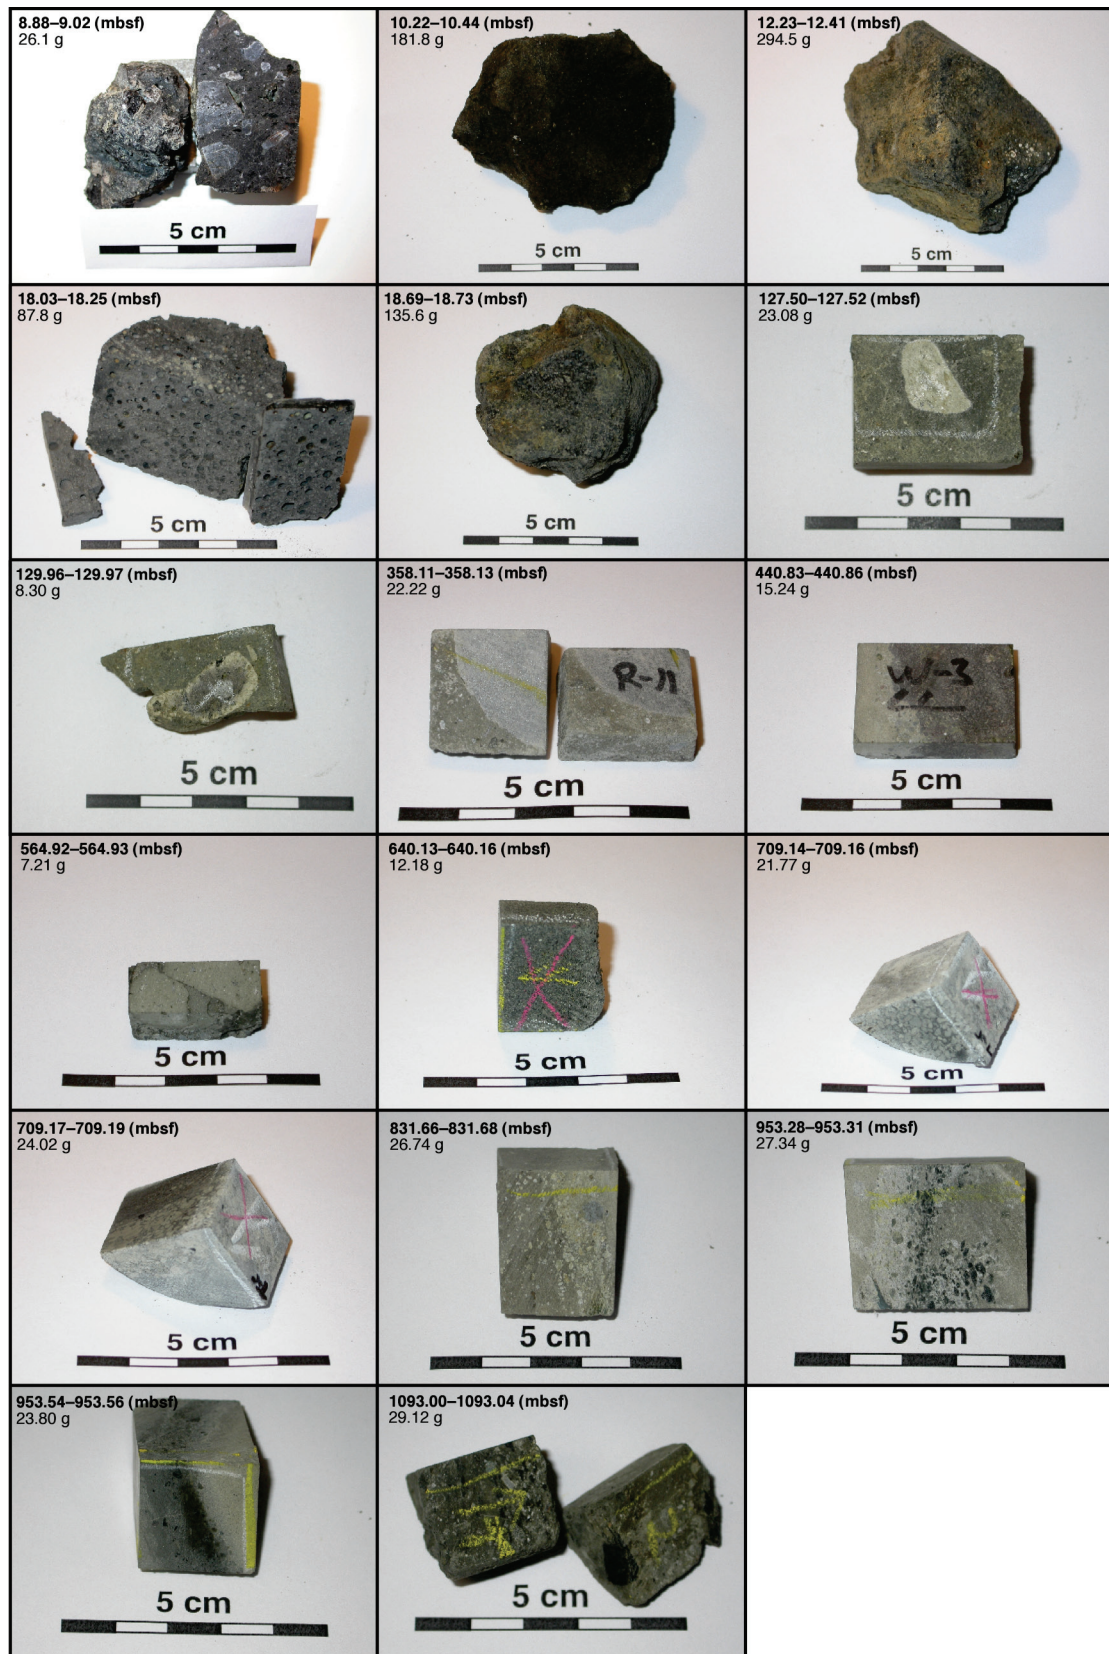 8.88–9.02 (mbsf)
26.1 g
5 cm
10.22–10.44 (mbsf)
181.8 g
5 cm
12.23–12.41 (mbsf)
294.5 g
5 cm
18.03–18.25 (mbsf)
87.8 g
5 cm
18.69–18.73 (mbsf)
135.6 g
5 cm
127.50–127.52 (mbsf)
23.08 g
5 cm
129.96–129.97 (mbsf)
8.30 g
5 cm
358.11–358.13 (mbsf)
22.22 g
R-11
5 cm
440.83–440.86 (mbsf)
15.24 g
W-3
5 cm
564.92–564.93 (mbsf)
7.21 g
5 cm
640.13–640.16 (mbsf)
12.18 g
5 cm
709.14–709.16 (mbsf)
21.77 g
5 cm
709.17–709.19 (mbsf)
24.02 g
5 cm
831.66–831.68 (mbsf)
26.74 g
5 cm
953.28–953.31 (mbsf)
27.34 g
5 cm
953.54–953.56 (mbsf)
23.80 g
5 cm
1093.00–1093.04 (mbsf)
29.12 g
5 cm